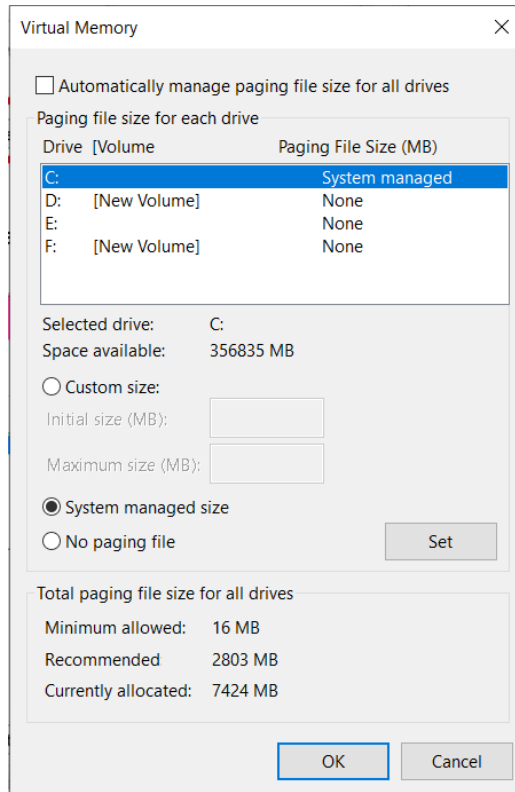 Virtual Memory
Automatically manage paging file size for all drives
Paging file size for each drive
Drive [Volume Paging File Size (MB)
C: System managed
D: [New Volume] None
E: None
F: [New Volume] None
Selected drive: C:
Space available: 356835 MB
Custom size:
Initial size (MB):
Maximum size (MB):
System managed size
No paging file Set
Total paging file size for all drives
Minimum allowed: 16 MB
Recommended 2803 MB
Currently allocated: 7424 MB
OK Cancel